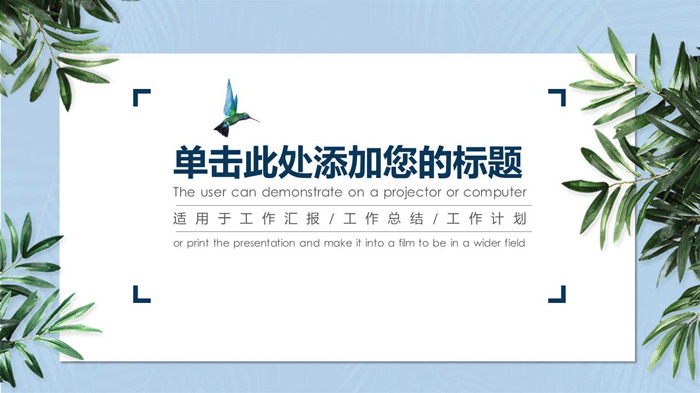 单击此处添加您的标题
The user can demonstrate on a projector or computer
适用于工作汇报/工作总结/工作计划
or print the presentation and make it into a film to be in a wider field